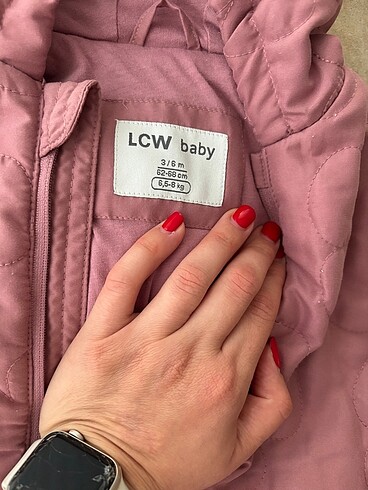 LCW baby
3/6 m
62-68 cm
6,5-8 kg